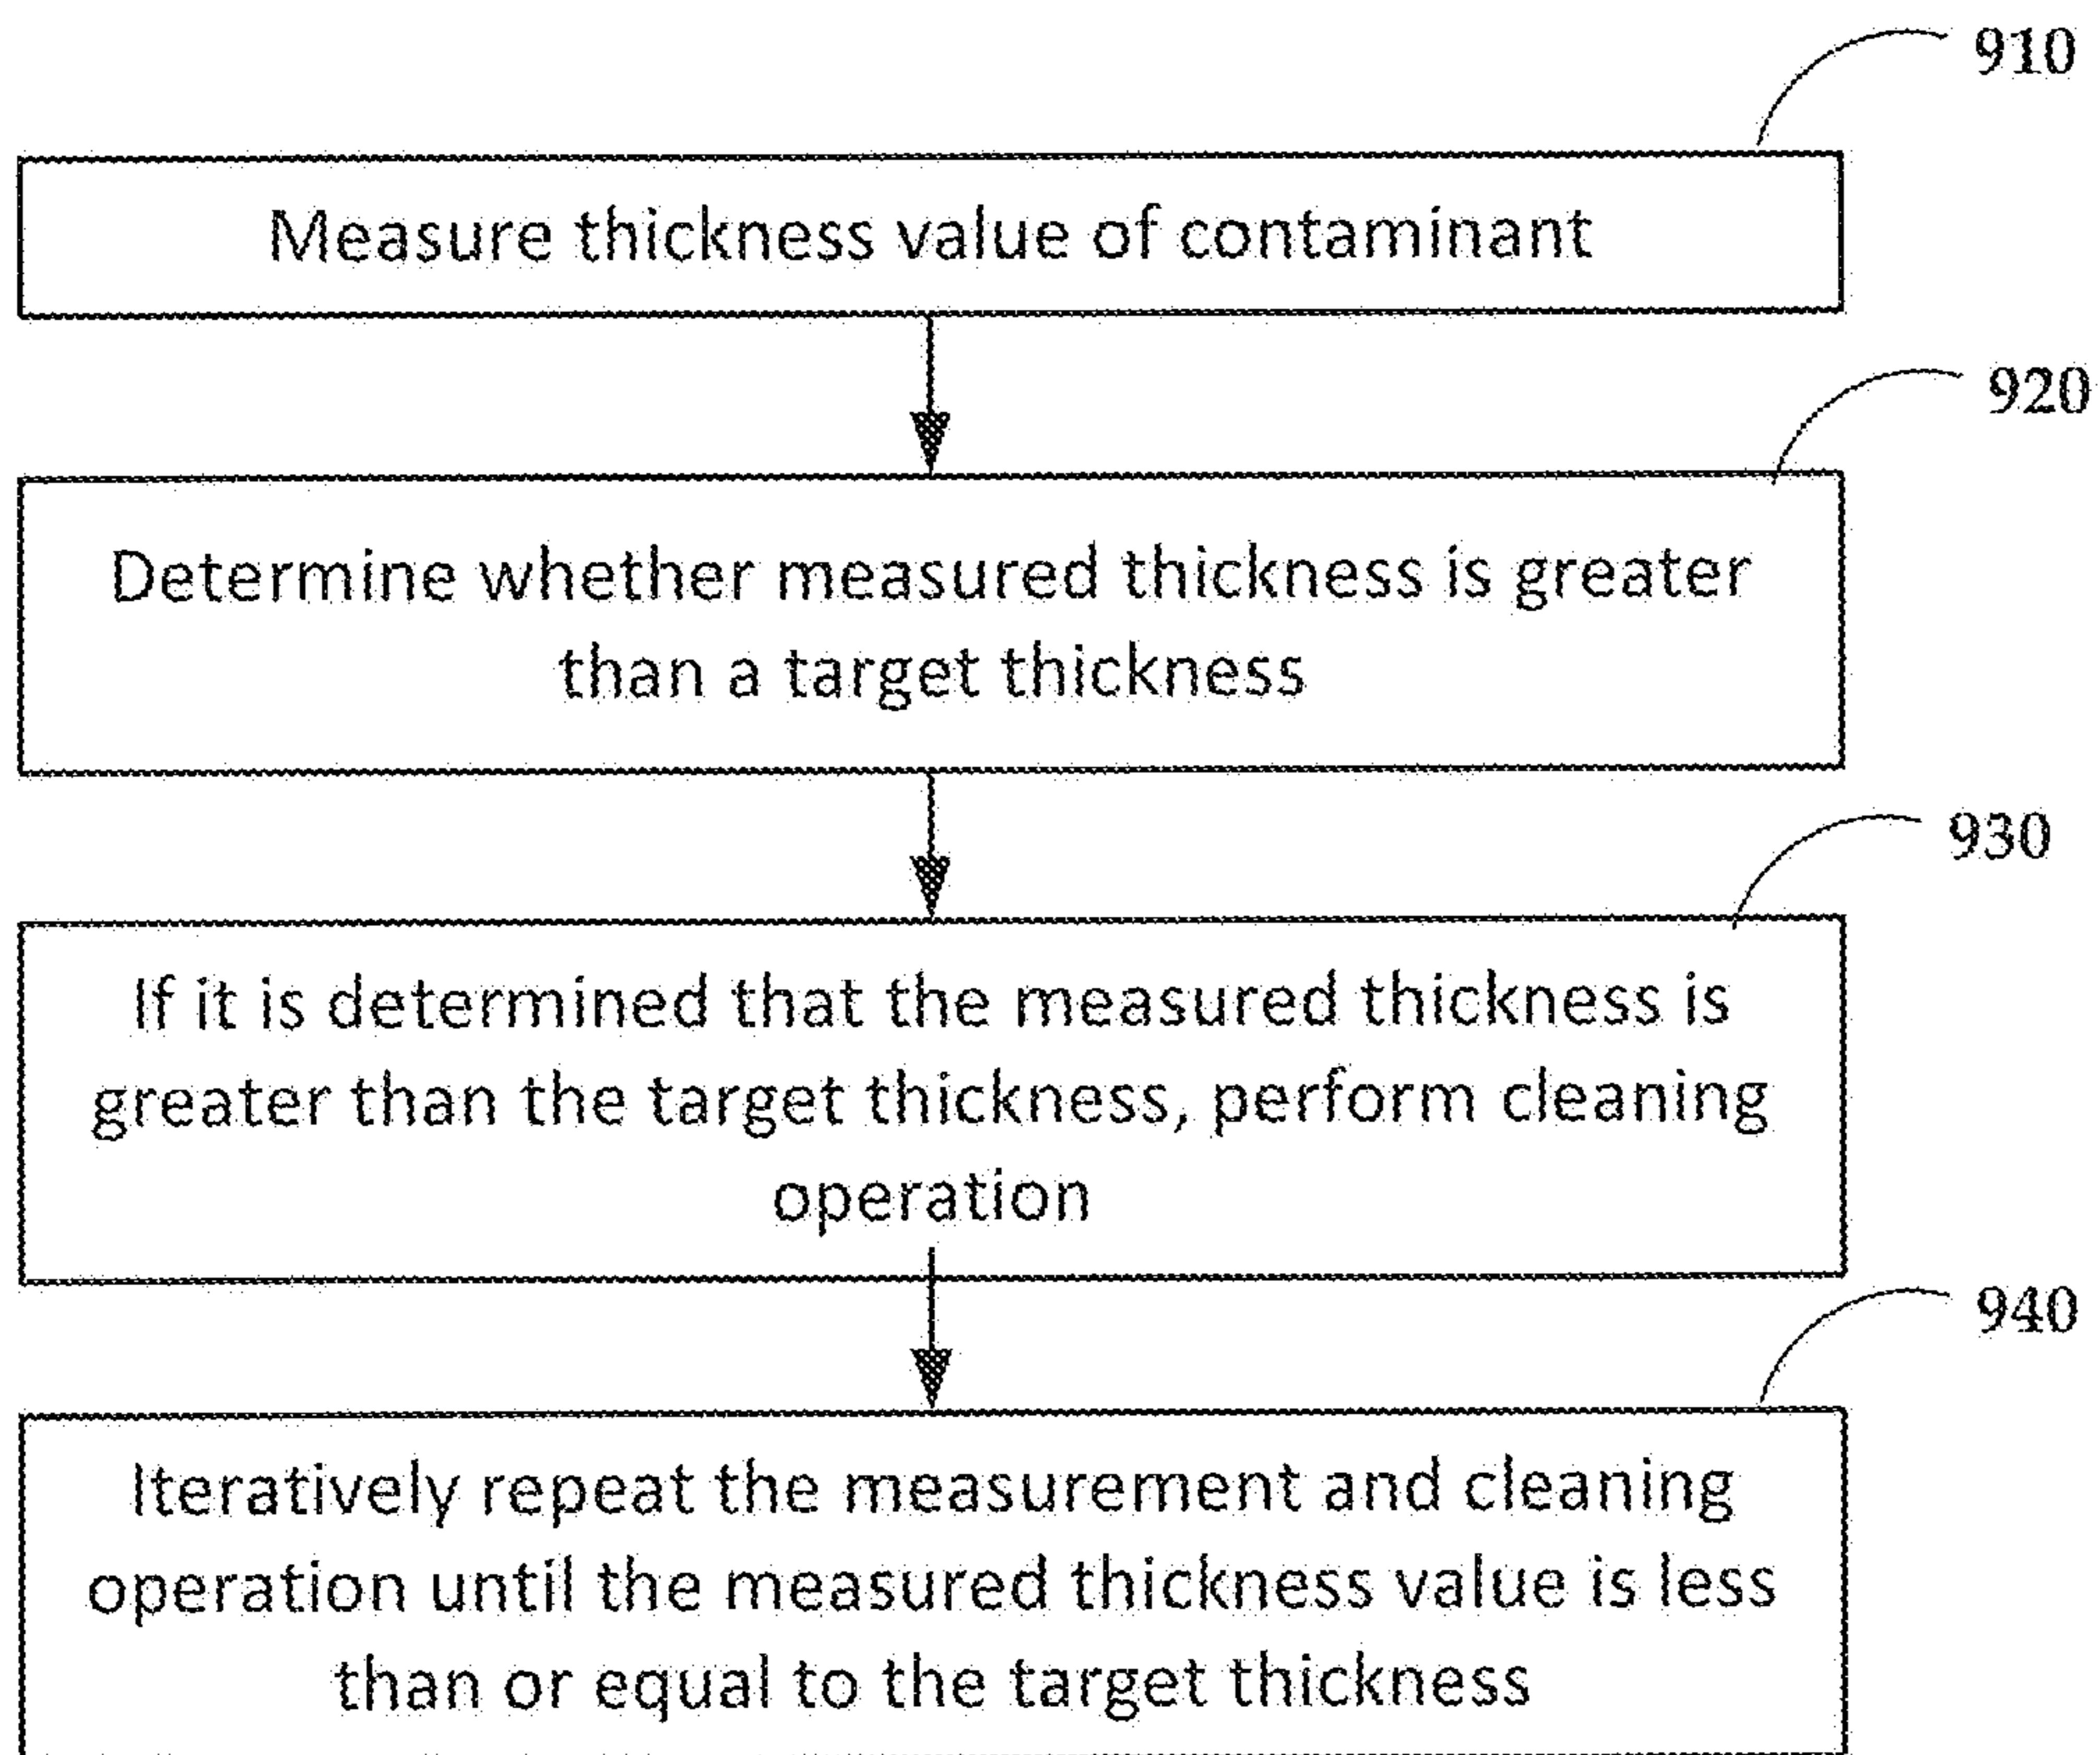 910
Measure thickness value of contaminant
920
Determine whether measured thickness is greater
than a target thickness
930
If it is determined that the measured thickness is
greater than the target thickness, perform cleaning
operation
940
Iteratively repeat the measurement and cleaning
operation until the measured thickness value is less
than or equal to the target thickness